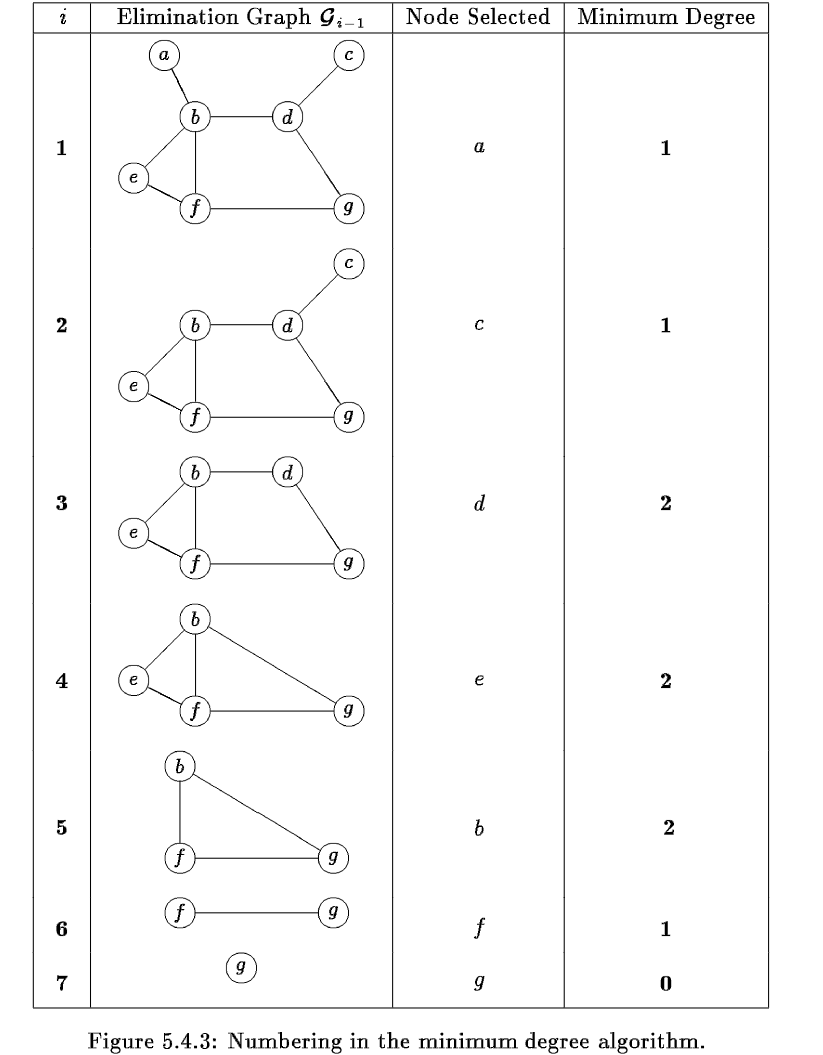 i Elimination Graph 𝓖ᵢ₋₁ Node Selected Minimum Degree
a c
b d
1 a 1
e
f g
c
2 b d c 1
e
f g
b d
3 d 2
e
f g
b
4 e e 2
f g
b
5 b 2
f g
f g
6 f 1
g
7 g 0
Figure 5.4.3: Numbering in the minimum degree algorithm.